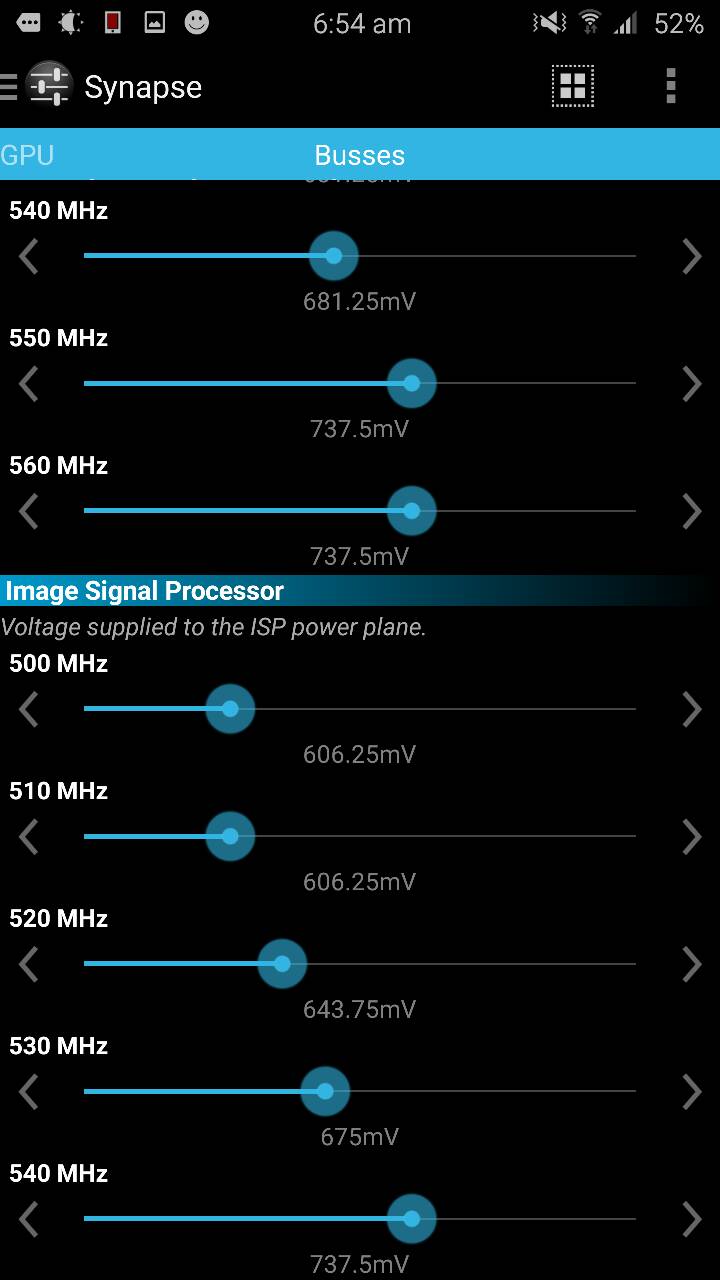 6:54 am 52%
Synapse
GPU Busses
540 MHz
681.25mV
550 MHz
737.5mV
560 MHz
737.5mV
Image Signal Processor
Voltage supplied to the ISP power plane.
500 MHz
606.25mV
510 MHz
606.25mV
520 MHz
643.75mV
530 MHz
675mV
540 MHz
737.5mV